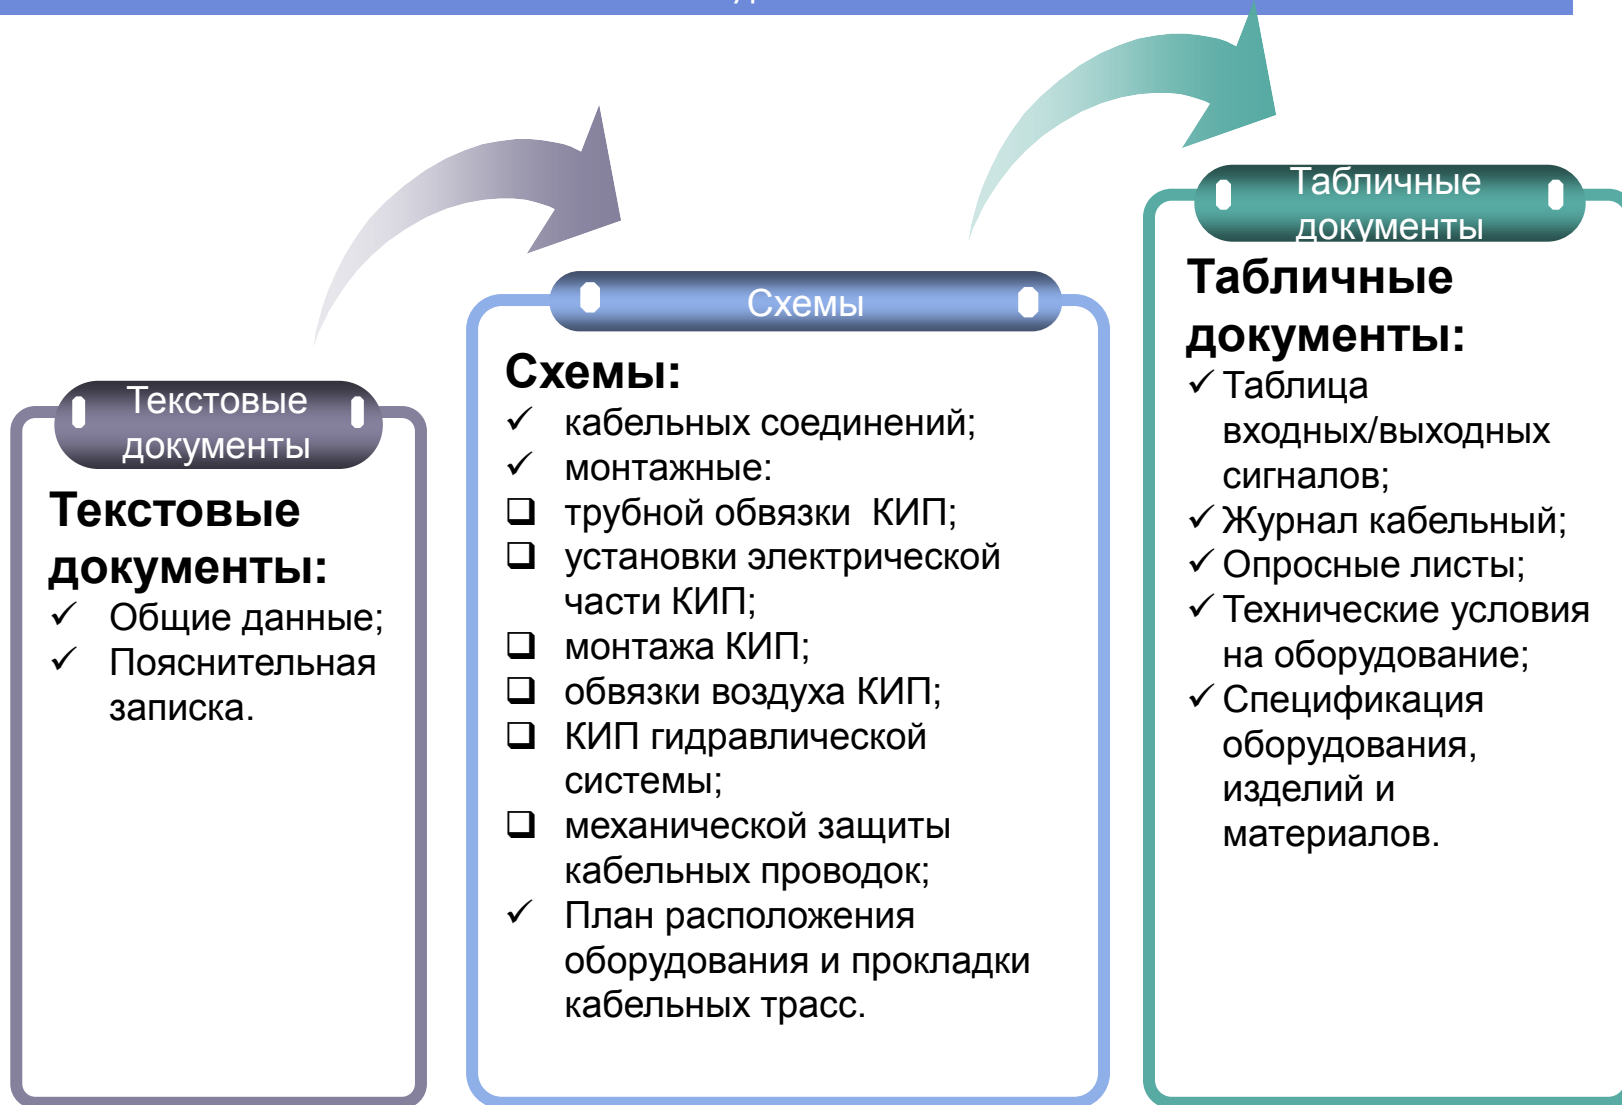 Текстовые
документы
Текстовые
документы:
Общие данные;
Пояснительная
записка.
Схемы
Схемы:
кабельных соединений;
монтажные:
трубной обвязки КИП;
установки электрической
части КИП;
монтажа КИП;
обвязки воздуха КИП;
КИП гидравлической
системы;
механической защиты
кабельных проводок;
План расположения
оборудования и прокладки
кабельных трасс.
Табличные
документы
Табличные
документы:
Таблица
входных/выходных
сигналов;
Журнал кабельный;
Опросные листы;
Технические условия
на оборудование;
Спецификация
оборудования,
изделий и
материалов.